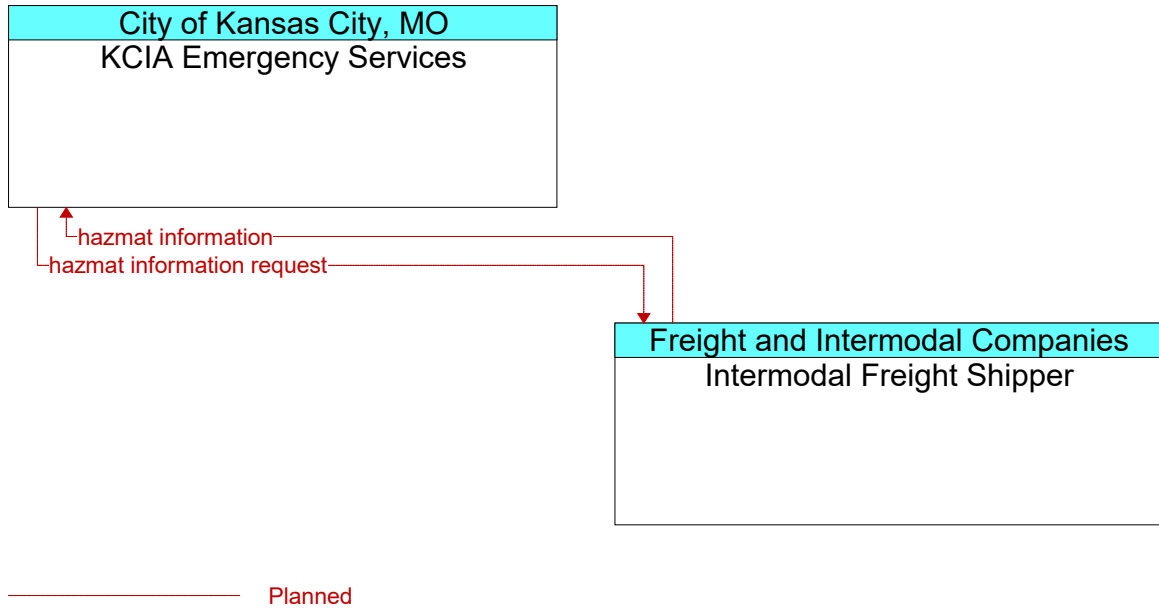 City of Kansas City, MO
KCIA Emergency Services
hazmat information
hazmat information request
Freight and Intermodal Companies
Intermodal Freight Shipper
Planned